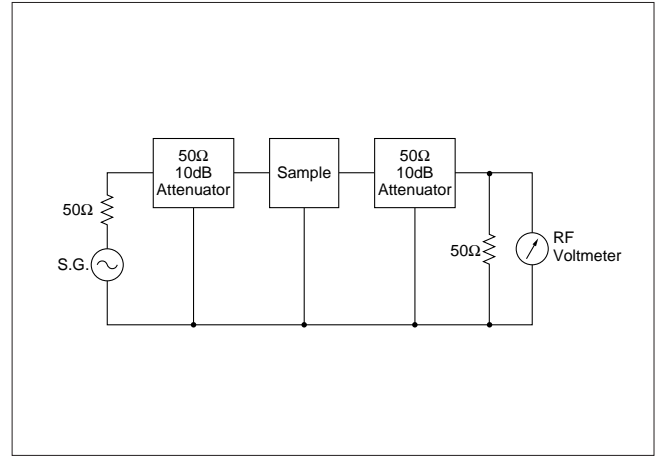 50Ω
10dB
Attenuator
Sample
50Ω
10dB
Attenuator
50Ω
S.G.
50Ω
RF
Voltmeter